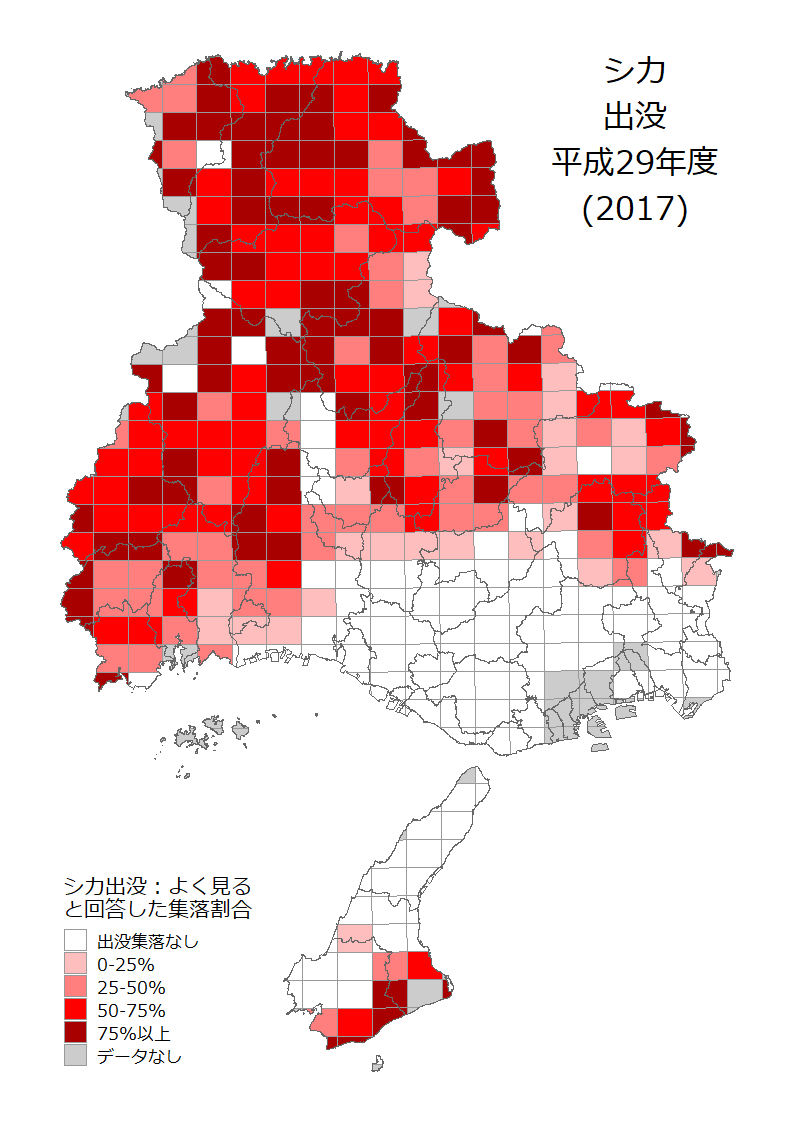 シカ
出没
平成29年度
(2017)
シカ出没：よく見る
と回答した集落割合
出没集落なし
0-25%
25-50%
50-75%
75%以上
データなし